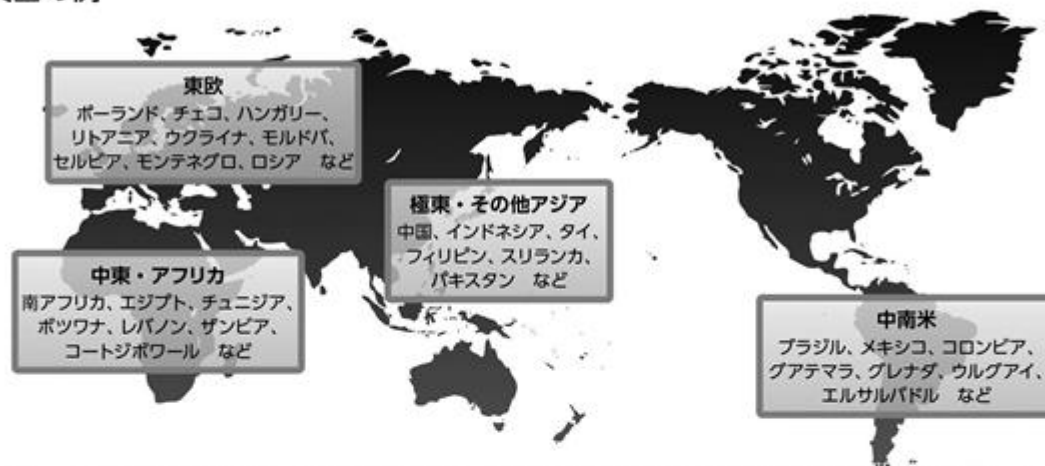 東欧
ポーランド、チェコ、ハンガリー、
リトアニア、ウクライナ、モルドバ、
セルビア、モンテネグロ、ロシア　など
極東・その他アジア
中国、インドネシア、タイ、
フィリピン、スリランカ、
パキスタン　など
中東・アフリカ
南アフリカ、エジプト、チュニジア、
ボツワナ、レバノン、ザンビア、
コートジボワール　など
中南米
ブラジル、メキシコ、コロンビア、
グアテマラ、グレナダ、ウルグアイ、
エルサルバドル　など